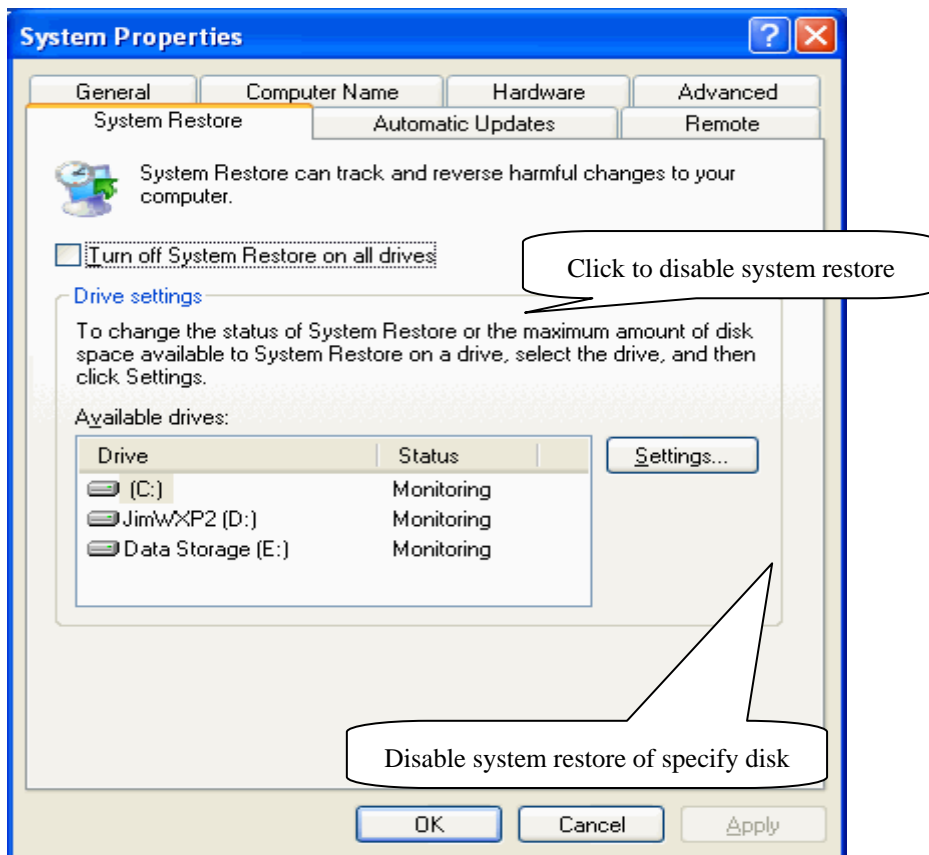 System Properties
General Computer Name Hardware Advanced
System Restore Automatic Updates Remote
System Restore can track and reverse harmful changes to your
computer.
Turn off System Restore on all drives
Click to disable system restore
Drive settings
To change the status of System Restore or the maximum amount of disk
space available to System Restore on a drive, select the drive, and then
click Settings.
Available drives:
Drive Status
Settings...
(C:) Monitoring
JimWXP2 (D:) Monitoring
Data Storage (E:) Monitoring
Disable system restore of specify disk
OK Cancel Apply